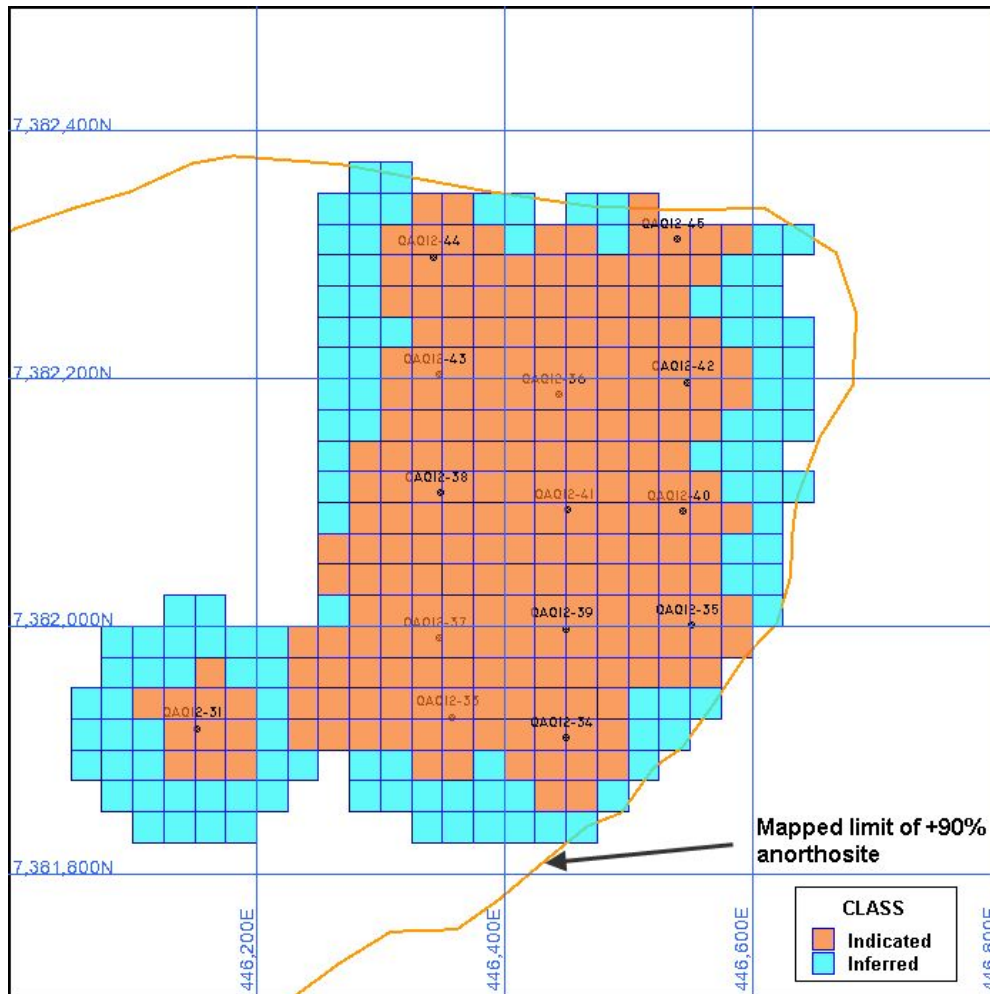 7,382,400N
QAQ12-45
QAQ12-44
QAQ12-43
QAQ12-42
7,382,200N
QAQ12-36
QAQ12-38
QAQ12-41
QAQ12-40
QAQ12-39
QAQ12-35
7,382,000N
QAQ12-37
QAQ12-33
QAQ12-31
QAQ12-34
Mapped limit of +90%
anorthosite
7,381,800N
446,200E
446,400E
446,600E
446,800E
CLASS
Indicated
Inferred